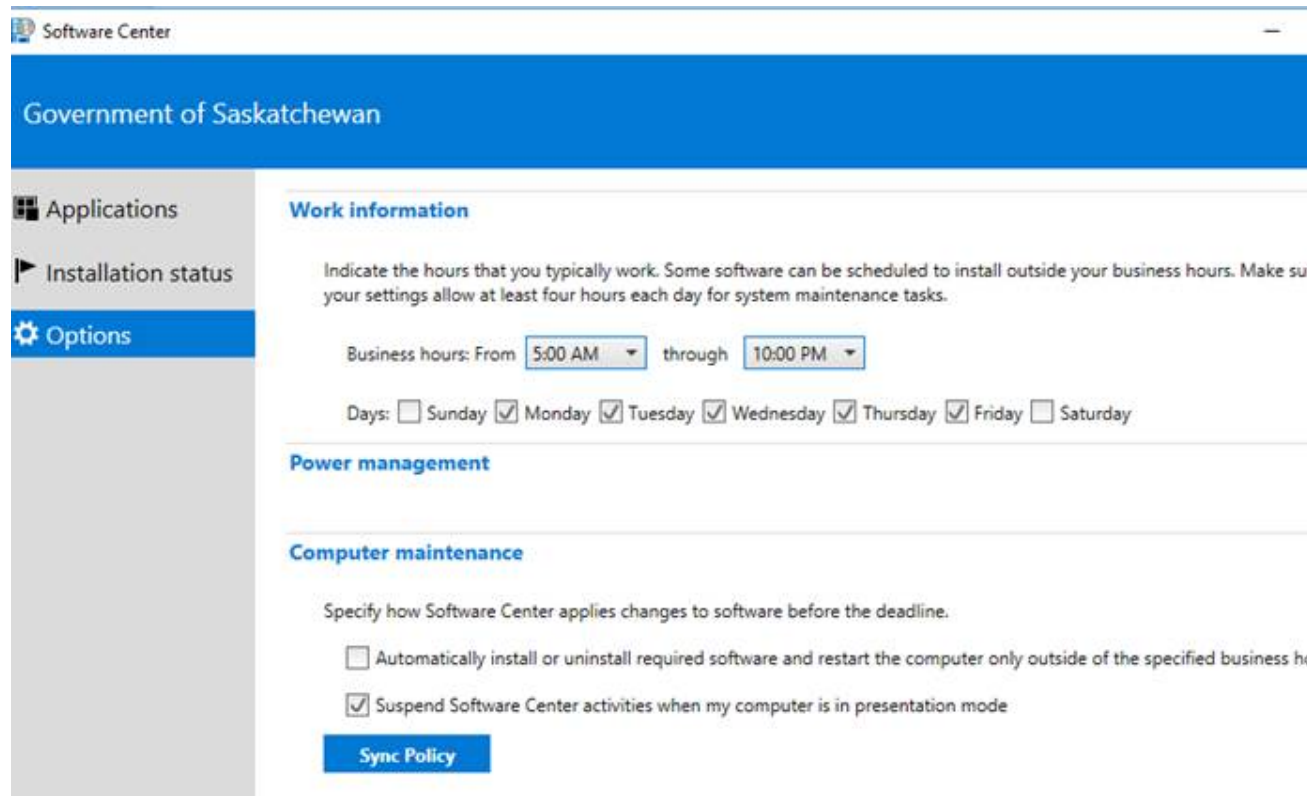 Software Center
Government of Saskatchewan
Applications
Installation status
Options
Work information
Indicate the hours that you typically work. Some software can be scheduled to install outside your business hours. Make
your settings allow at least four hours each day for system maintenance tasks.
Business hours: From 5:00 AM through 10:00 PM
Days: Sunday Monday Tuesday Wednesday Thursday Friday Saturday
Power management
Computer maintenance
Specify how Software Center applies changes to software before the deadline.
Automatically install or uninstall required software and restart the computer only outside of the specified business
Suspend Software Center activities when my computer is in presentation mode
Sync Policy